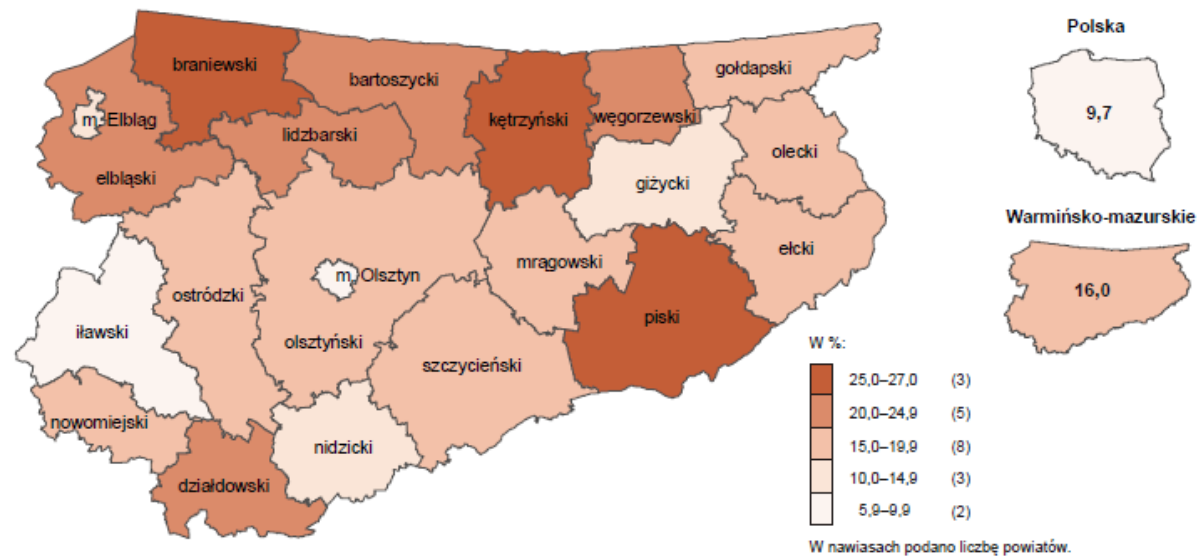 Polska
9,7
Warmińsko-mazurskie
16,0
braniewski
bartoszycki
gołdapski
m. Elbląg
kętrzyński
węgorzewski
lidzbarski
olecki
elbląski
giżycki
ełcki
mrągowski
m. Olsztyn
ostródzki
iławski
piski
olsztyński
szczycieński
nowomiejski
nidzicki
działdowski
W %:
25,0–27,0 (3)
20,0–24,9 (5)
15,0–19,9 (8)
10,0–14,9 (3)
5,9–9,9 (2)
W nawiasach podano liczbę powiatów.